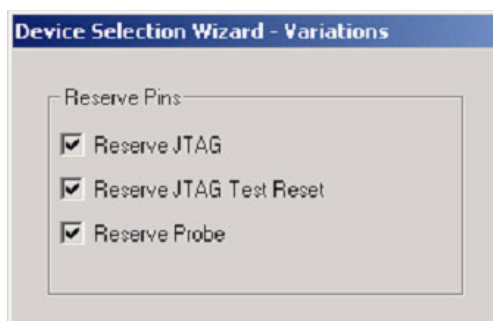 Device Selection Wizard - Variations
Reserve Pins
Reserve JTAG
Reserve JTAG Test Reset
Reserve Probe